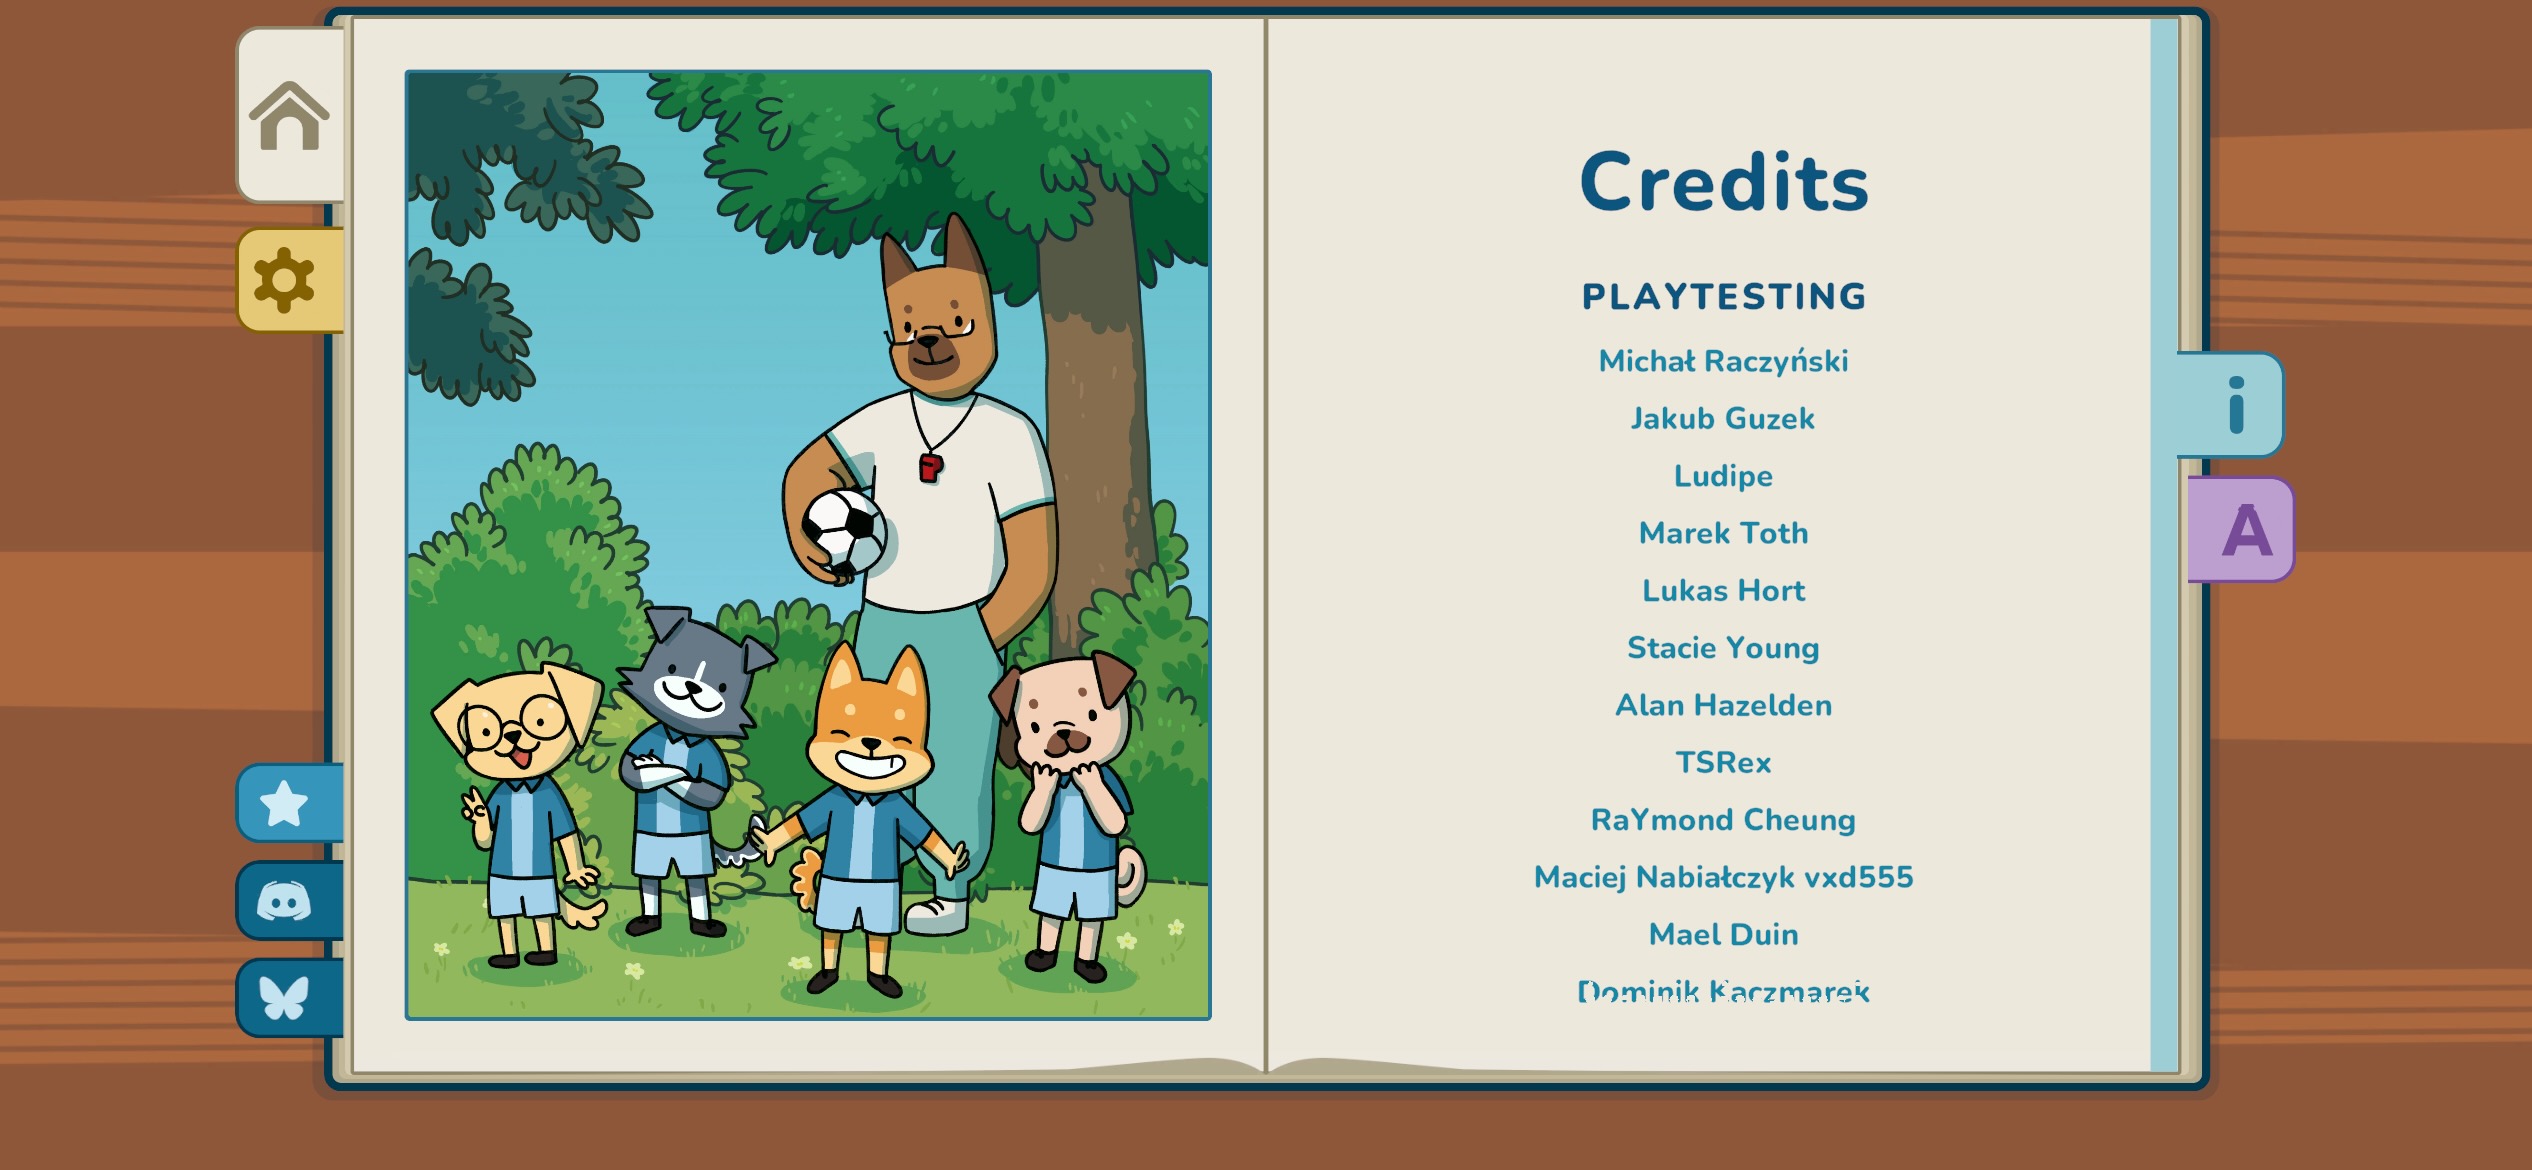 Credits
PLAYTESTING
Michał Raczyński
Jakub Guzek
Ludipe
Marek Toth
Lukas Hort
Stacie Young
Alan Hazelden
TSRex
RaYmond Cheung
Maciej Nabiałczyk vxd555
Mael Duin
Dominik Kaczmarek
i
A